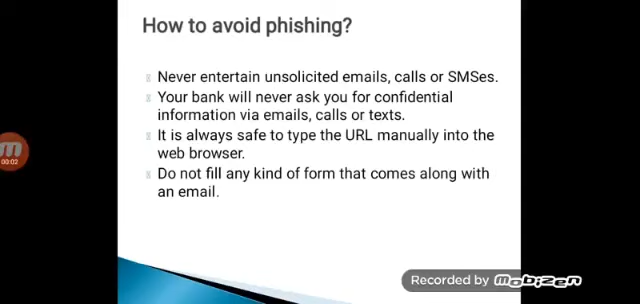 How to avoid phishing?
Never entertain unsolicited emails, calls or SMSes.
Your bank will never ask you for confidential
information via emails, calls or texts.
It is always safe to type the URL manually into the
web browser.
Do not fill any kind of form that comes along with
an email.
00:02
Recorded by mobizen